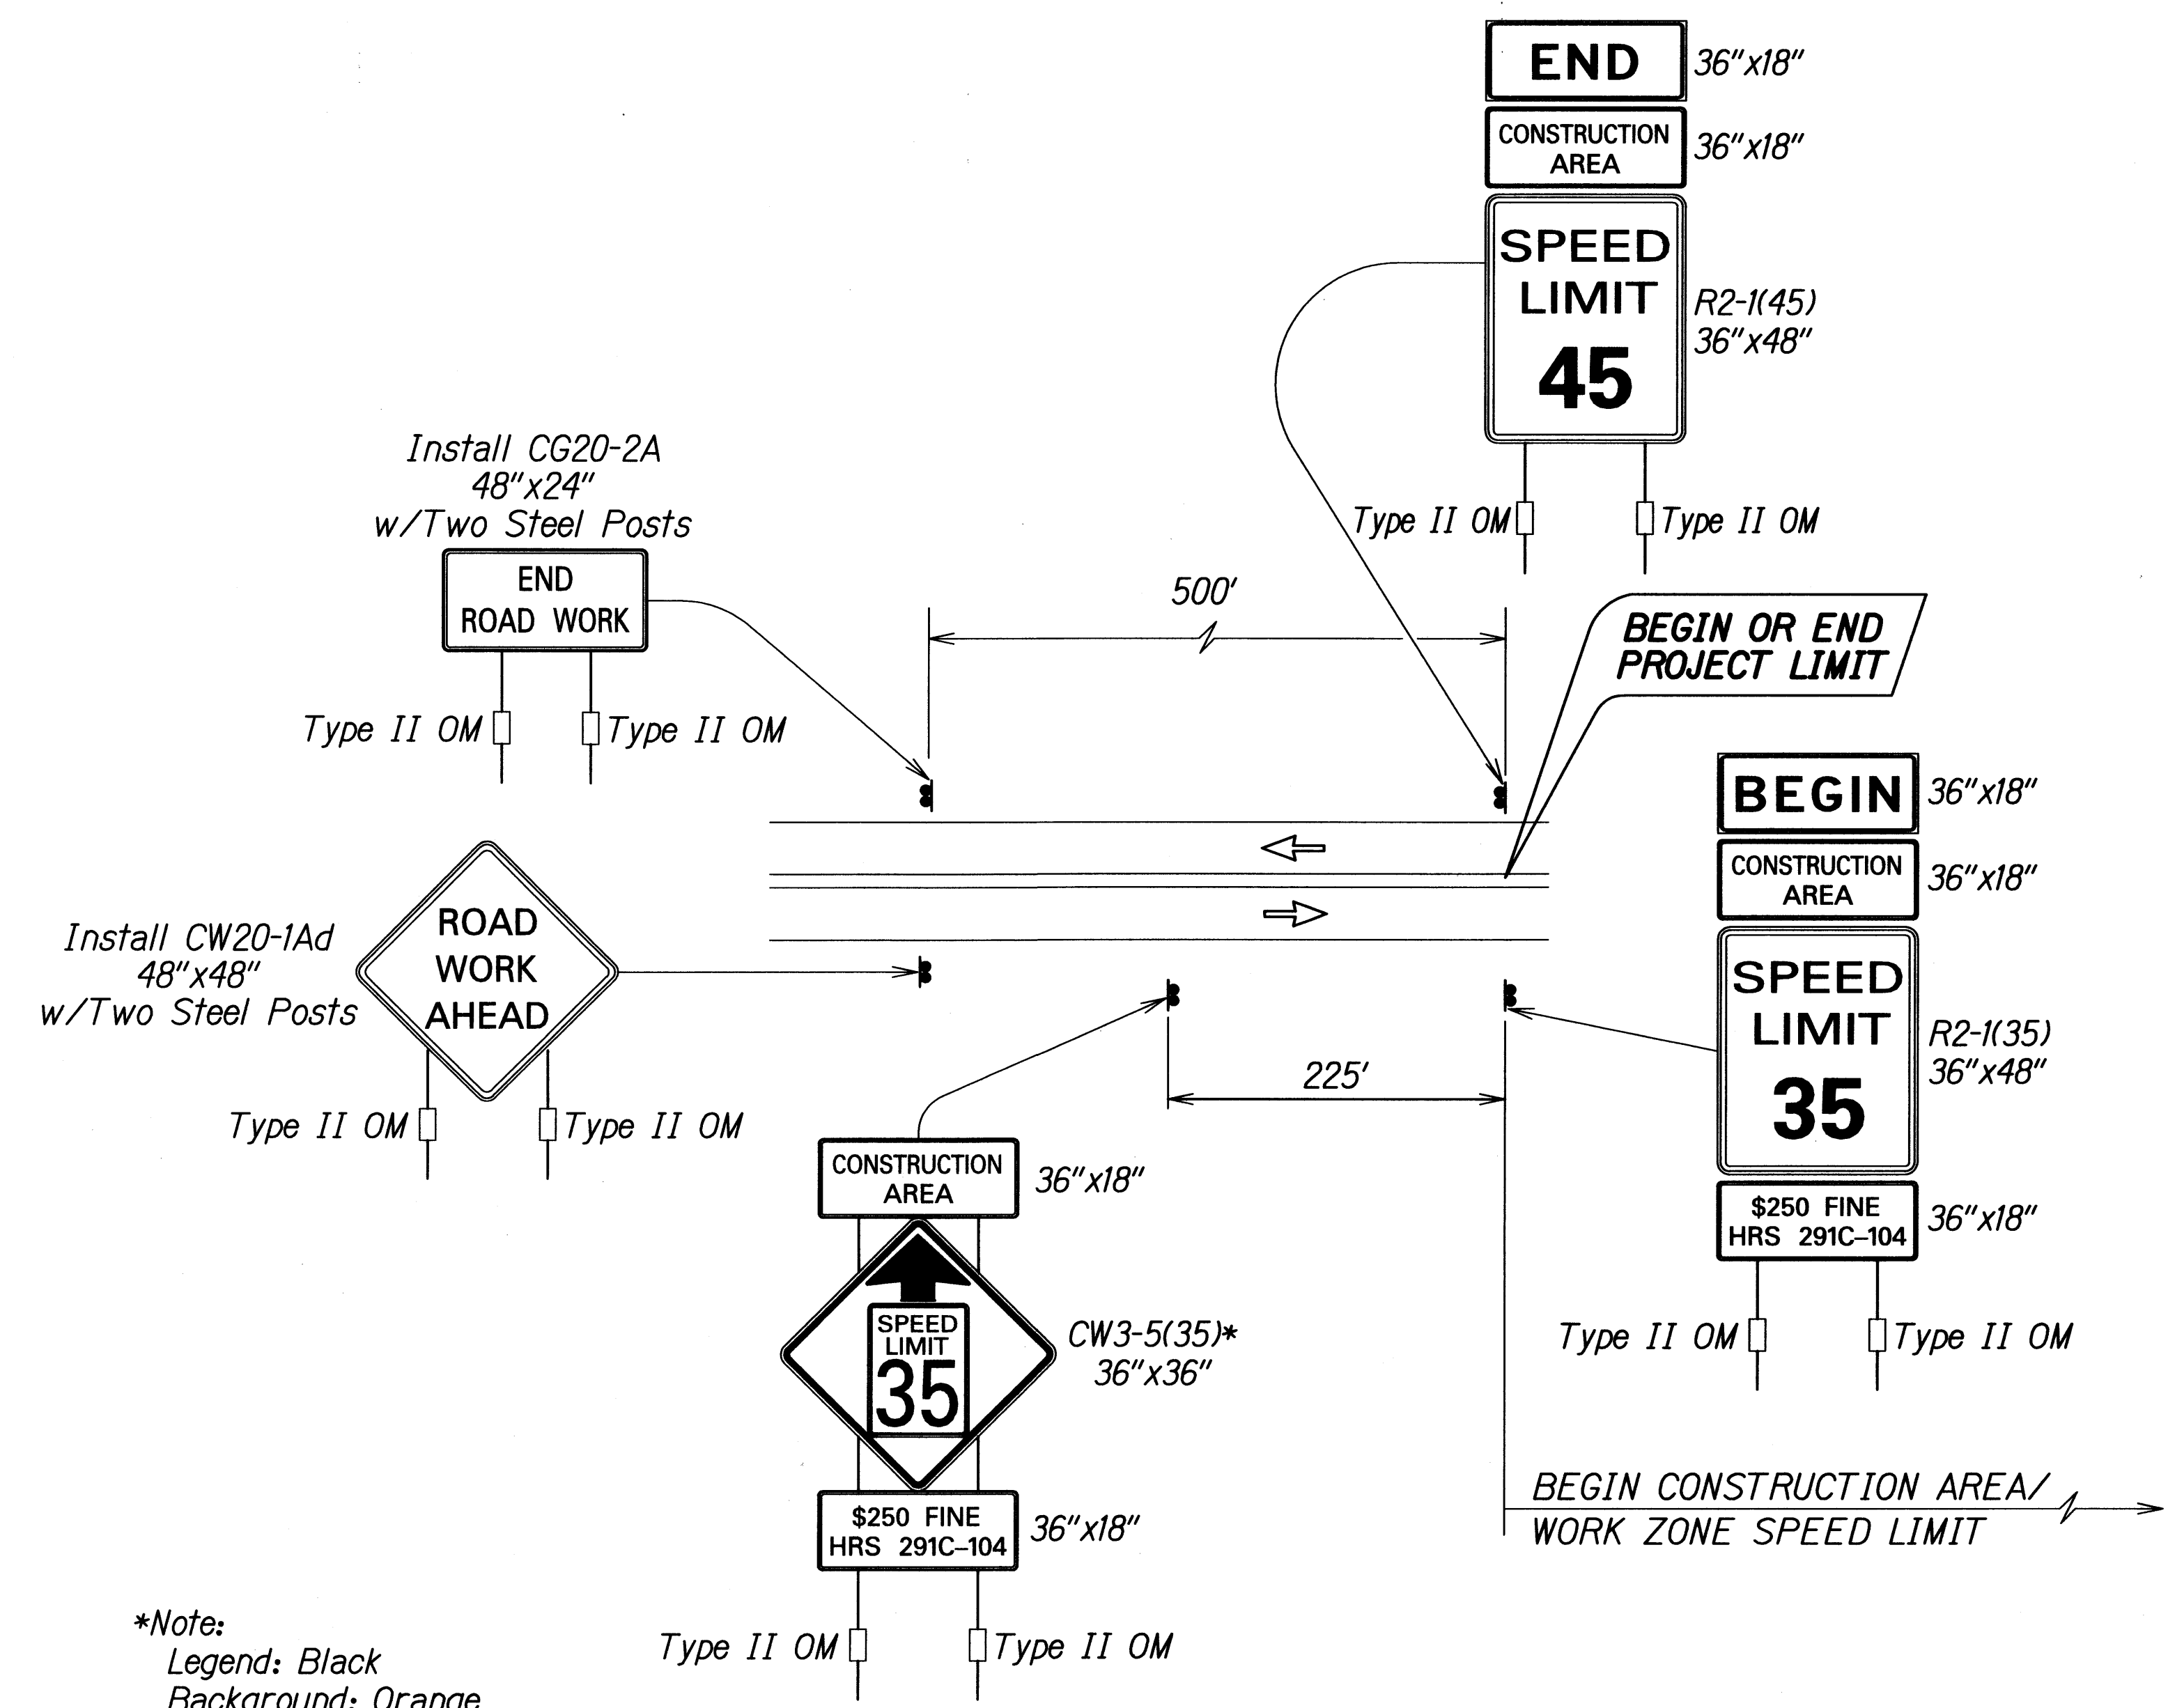 END
36"x18"
CONSTRUCTION
AREA
36"x18"
SPEED
LIMIT
45
R2-1(45)
36"x48"
Type II OM
Type II OM
Install CG20-2A
48"x24"
w/Two Steel Posts
END
ROAD WORK
Type II OM
Type II OM
500'
BEGIN OR END
PROJECT LIMIT
BEGIN
36"x18"
CONSTRUCTION
AREA
36"x18"
SPEED
LIMIT
35
R2-1(35)
36"x48"
$250 FINE
HRS 291C-104
36"x18"
Type II OM
Type II OM
Install CW20-1Ad
48"x48"
w/Two Steel Posts
ROAD
WORK
AHEAD
Type II OM
Type II OM
225'
CONSTRUCTION
AREA
36"x18"
SPEED
LIMIT
35
CW3-5(35)*
36"x36"
$250 FINE
HRS 291C-104
36"x18"
Type II OM
Type II OM
BEGIN CONSTRUCTION AREA/
WORK ZONE SPEED LIMIT
*Note:
Legend: Black
Background: Orange